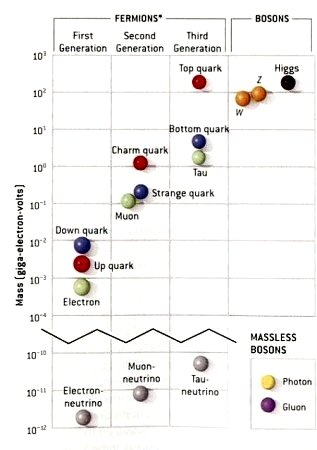 FERMIONS*
BOSONS
First
Generation
Second
Generation
Third
Generation
Mass (giga-electron-volts)
10³
10²
10¹
10⁰
10⁻¹
10⁻²
10⁻³
10⁻⁴
10⁻¹⁰
10⁻¹¹
10⁻¹²
Top quark
Z
Higgs
W
Bottom quark
Charm quark
Tau
Strange quark
Muon
Down quark
Up quark
Electron
MASSLESS
BOSONS
Photon
Gluon
Muon-
neutrino
Tau-
neutrino
Electron-
neutrino